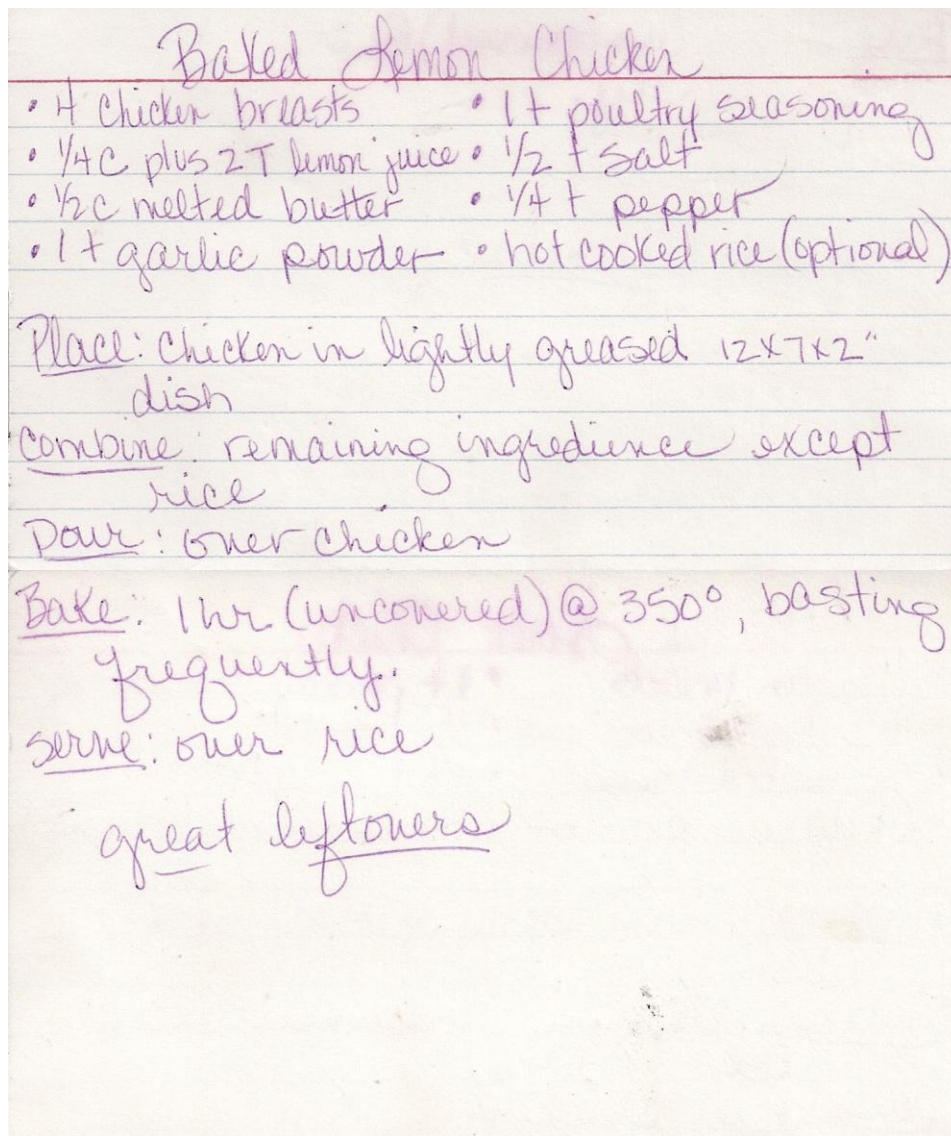 Baked Lemon Chicken
• 4 chicken breasts • 1 t poultry seasoning
• 1/4 C plus 2 T lemon juice • 1/2 t salt
• 1/2 c melted butter • 1/4 t pepper
• 1 t garlic powder • hot cooked rice (optional)
Place: chicken in lightly greased 12x7x2"
dish
Combine: remaining ingredience except
rice
Pour: over chicken
Bake: 1 hr (uncovered) @ 350°, basting
frequently.
Serve: over rice
great leftovers